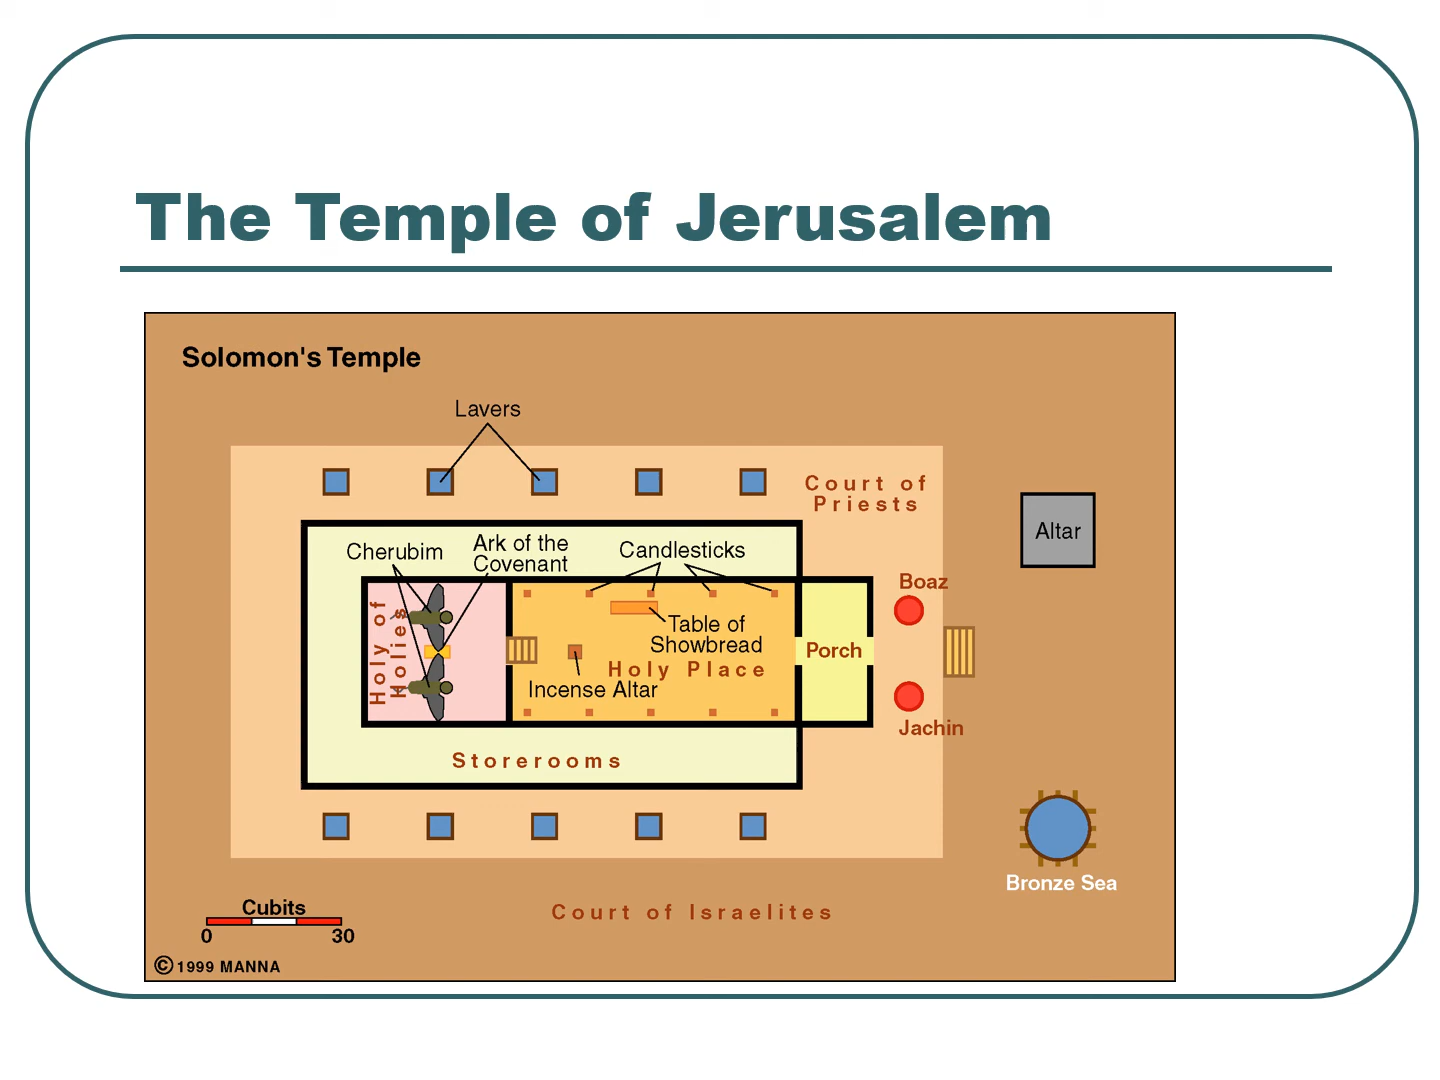 The Temple of Jerusalem
Solomon's Temple
Lavers
Court of
Priests
Altar
Cherubim
Ark of the
Covenant
Candlesticks
Boaz
Holy of
Holies
Table of
Showbread
Porch
Holy Place
Incense Altar
Jachin
Storerooms
Bronze Sea
Cubits
0 30
Court of Israelites
© 1999 MANNA